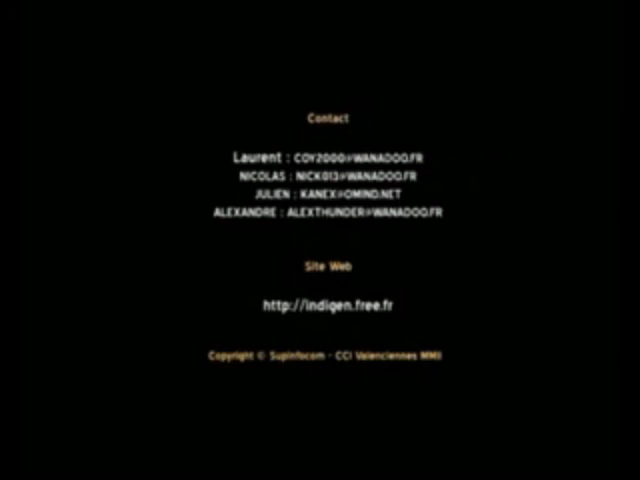 Contact
Laurent : COY2000@WANADOO.FR
NICOLAS : NICK013@WANADOO.FR
JULIEN : KANEX@OMIND.NET
ALEXANDRE : ALEXTHUNDER@WANADOO.FR
Site Web
http://indigen.free.fr
Copyright © Supinfocom - CCI Valenciennes MMII